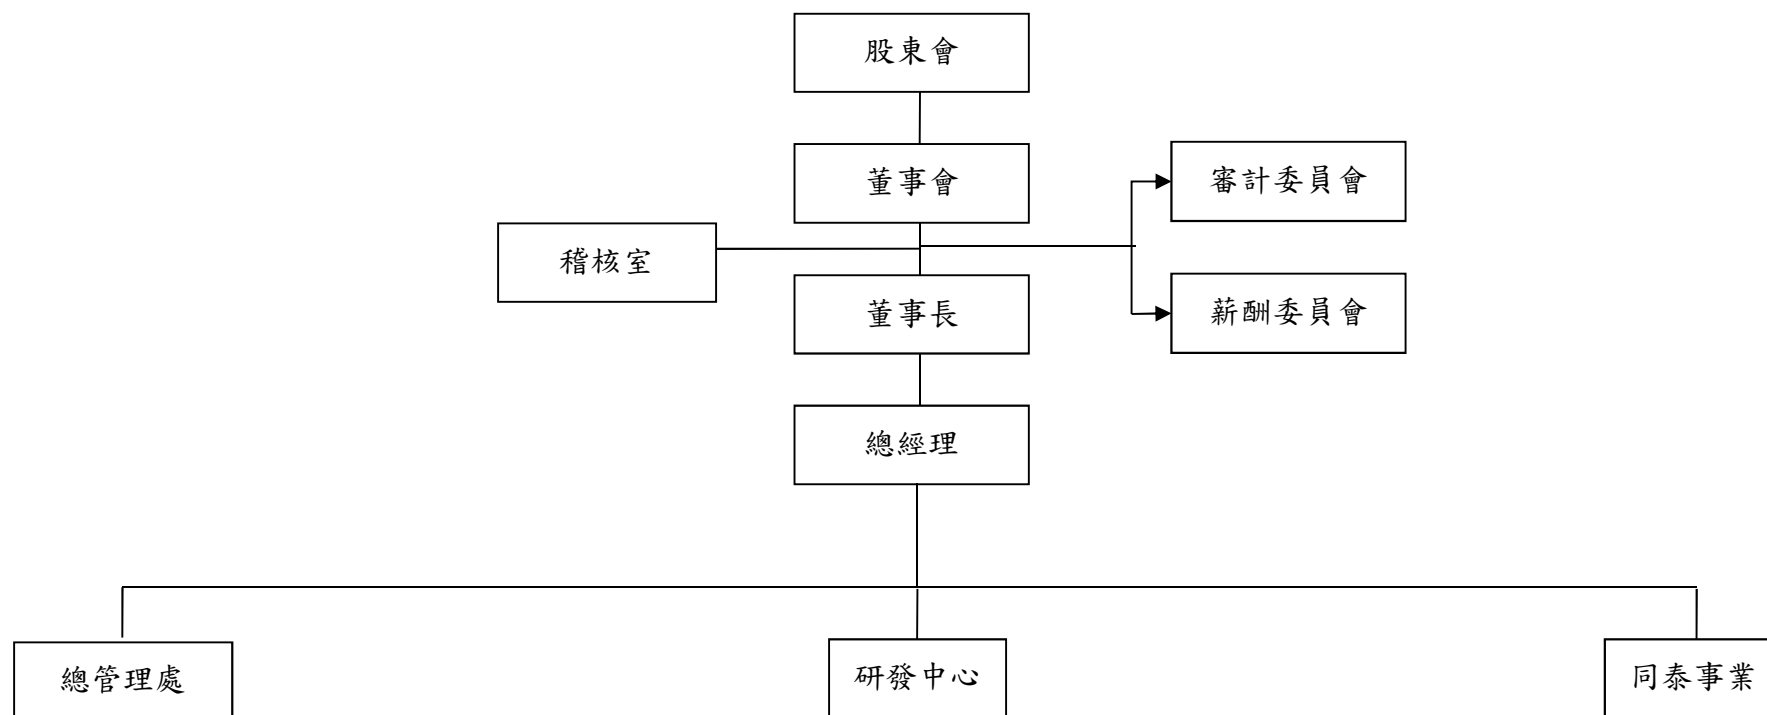 股東會
董事會
審計委員會
稽核室
董事長
薪酬委員會
總經理
總管理處
研發中心
同泰事業